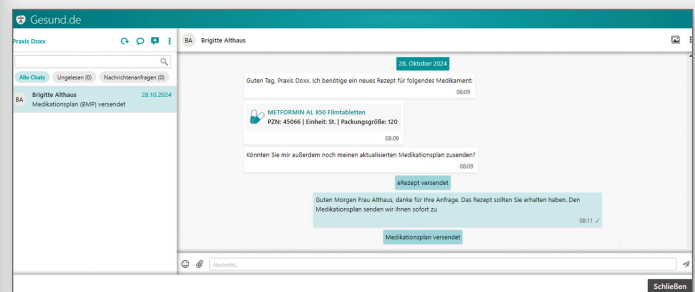 Gesund.de
Praxis Doxx
BA Brigitte Althaus
Alle Chats Ungelesen (0) Nachrichtenanfragen (0)
BA Brigitte Althaus 28.10.2024
Medikationsplan (BMP) versendet
28. Oktober 2024
Guten Tag, Praxis Doxx. Ich benötige ein neues Rezept für folgendes Medikament:
08:09
METFORMIN AL 850 Filmtabletten
PZN: 45066 | Einheit: St. | Packungsgröße: 120
08:09
Könnten Sie mir außerdem noch meinen aktualisierten Medikationsplan zusenden?
08:09
eRezept versendet
Guten Morgen Frau Althaus, danke für Ihre Anfrage. Das Rezept sollten Sie erhalten haben. Den
Medikationsplan senden wir Ihnen sofort zu
08:11 ✓
Medikationsplan versendet
Nachricht...
Schließen